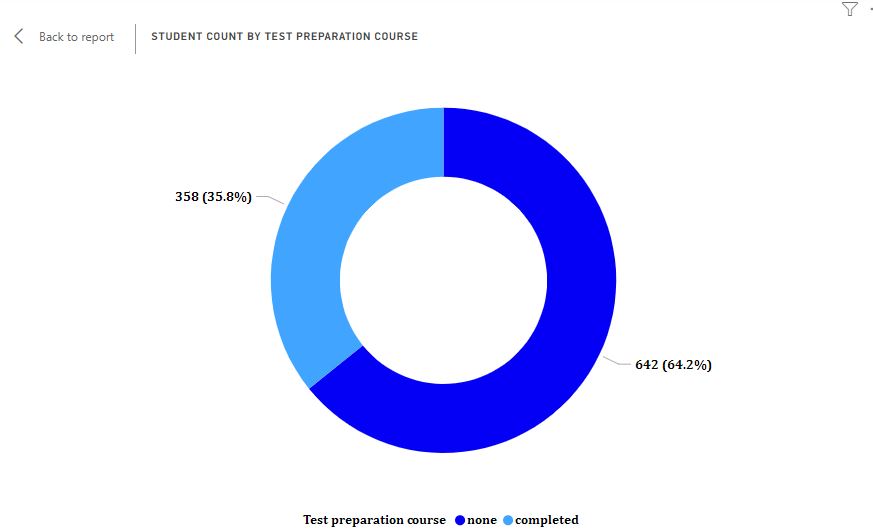 Back to report
STUDENT COUNT BY TEST PREPARATION COURSE
358 (35.8%)
642 (64.2%)
Test preparation course none completed